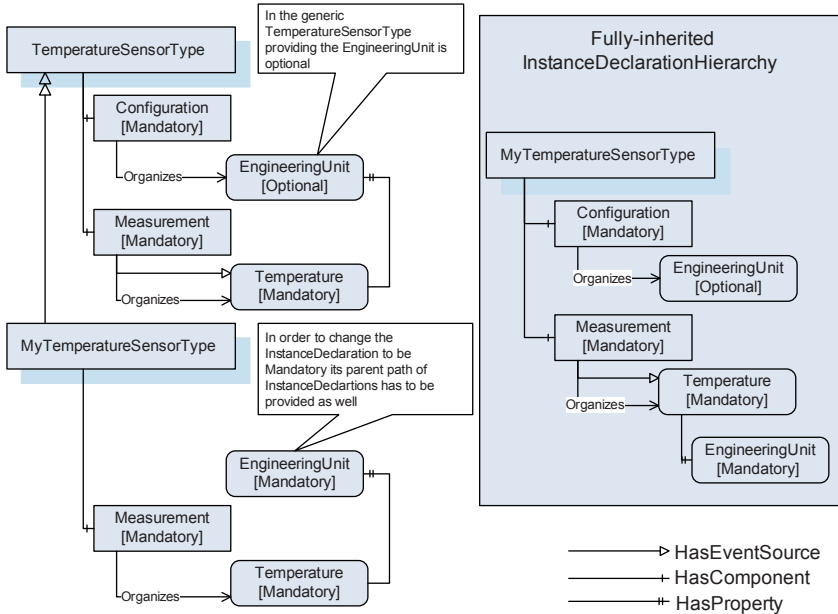 In the generic
TemperatureSensorType
providing the EngineeringUnit is
optional
TemperatureSensorType
Configuration
[Mandatory]
Organizes
EngineeringUnit
[Optional]
Measurement
[Mandatory]
Organizes
Temperature
[Mandatory]
MyTemperatureSensorType
In order to change the
InstanceDeclaration to be
Mandatory its parent path of
InstanceDeclartions has to be
provided as well
EngineeringUnit
[Mandatory]
Measurement
[Mandatory]
Organizes
Temperature
[Mandatory]
Fully-inherited
InstanceDeclarationHierarchy
MyTemperatureSensorType
Configuration
[Mandatory]
Organizes
EngineeringUnit
[Optional]
Measurement
[Mandatory]
Organizes
Temperature
[Mandatory]
EngineeringUnit
[Mandatory]
HasEventSource
HasComponent
HasProperty